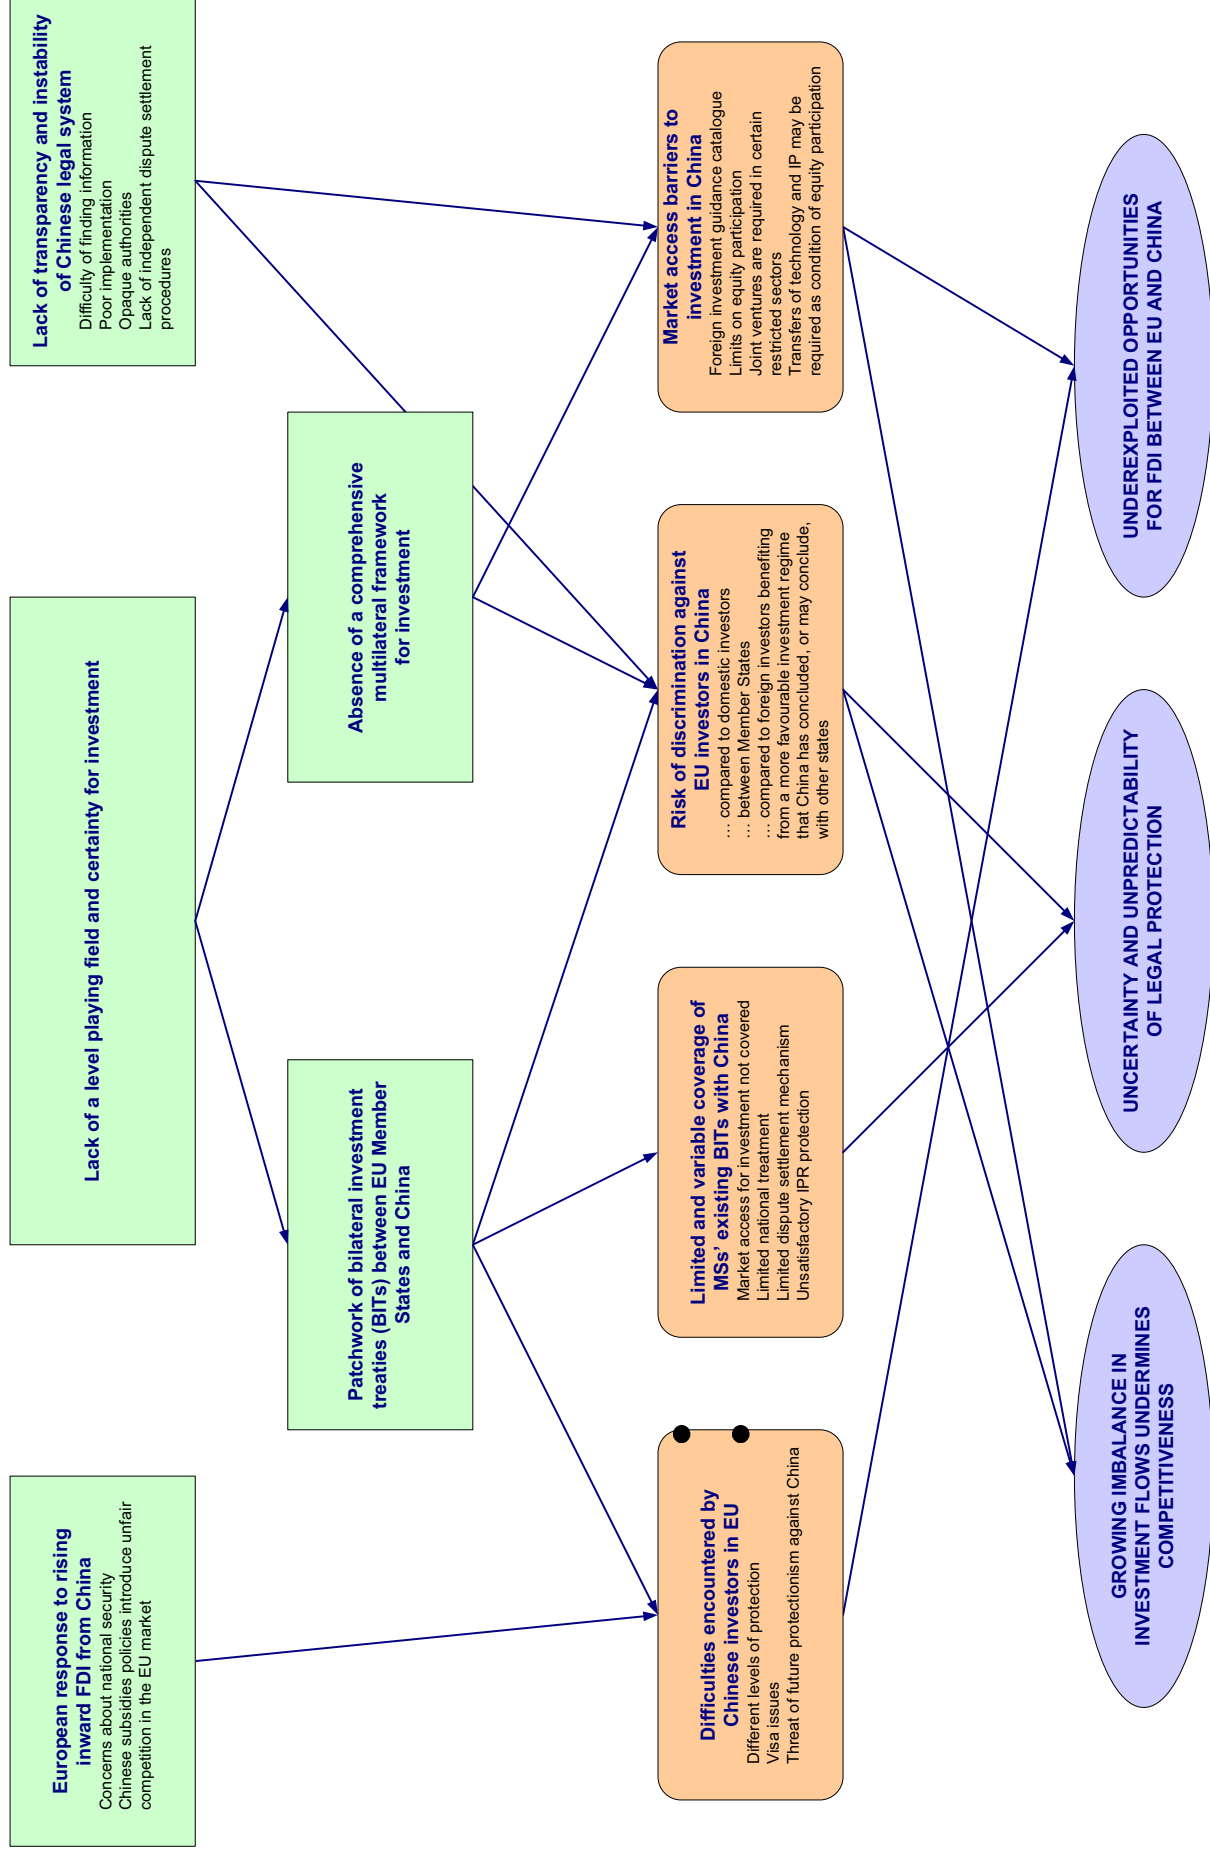 European response to rising
inward FDI from China
Concerns about national security
Chinese subsidies policies introduce unfair
competition in the EU market
Lack of a level playing field and certainty for investment
Lack of transparency and instability
of Chinese legal system
Difficulty of finding information
Poor implementation
Opaque authorities
Lack of independent dispute settlement
procedures
Patchwork of bilateral investment
treaties (BITs) between EU Member
States and China
Absence of a comprehensive
multilateral framework
for investment
Difficulties encountered by
Chinese investors in EU
Different levels of protection
Visa issues
Threat of future protectionism against China
Limited and variable coverage of
MSs’ existing BITs with China
Market access for investment not covered
Limited national treatment
Limited dispute settlement mechanism
Unsatisfactory IPR protection
Risk of discrimination against
EU investors in China
… compared to domestic investors
… between Member States
… compared to foreign investors benefiting
from a more favourable investment regime
that China has concluded, or may conclude,
with other states
Market access barriers to
investment in China
Foreign investment guidance catalogue
Limits on equity participation
Joint ventures are required in certain
restricted sectors
Transfers of technology and IP may be
required as condition of equity participation
GROWING IMBALANCE IN
INVESTMENT FLOWS UNDERMINES
COMPETITIVENESS
UNCERTAINTY AND UNPREDICTABILITY
OF LEGAL PROTECTION
UNDEREXPLOITED OPPORTUNITIES
FOR FDI BETWEEN EU AND CHINA